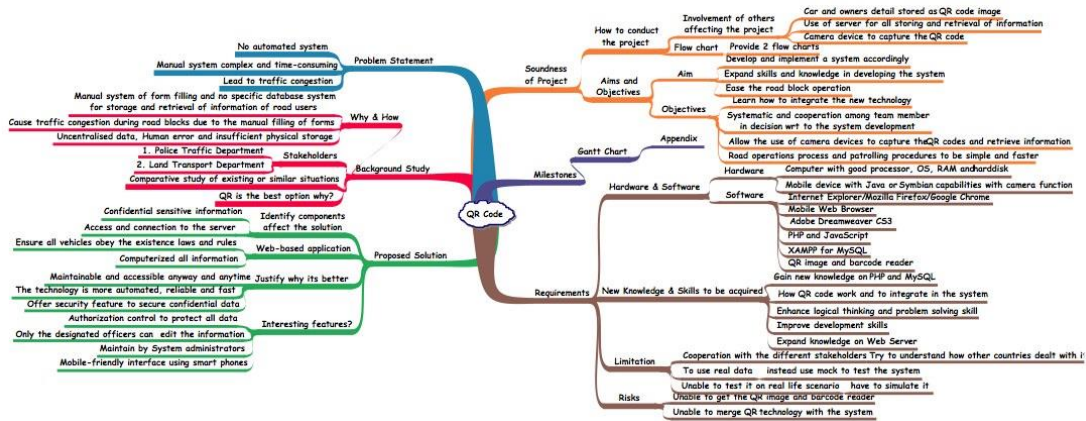 QR Code
Problem Statement
No automated system
Manual system complex and time-consuming
Lead to traffic congestion
Background Study
Why & How
Manual system of form filling and no specific database system
for storage and retrieval of information of road users
Cause traffic congestion during road blocks due to the manual filling of forms
Uncentralised data, Human error and insufficient physical storage
Stakeholders
1. Police Traffic Department
2. Land Transport Department
Comparative study of existing or similar situations
QR is the best option why?
Proposed Solution
Identify components
affect the solution
Confidential sensitive information
Access and connection to the server
Web-based application
Ensure all vehicles obey the existence laws and rules
Computerized all information
Justify why its better
Maintainable and accessible anyway and anytime
The technology is more automated, reliable and fast
Offer security feature to secure confidential data
Interesting features?
Authorization control to protect all data
Only the designated officers can edit the information
Maintain by System administrators
Mobile-friendly interface using smart phones
Soundness
of Project
How to conduct
the project
Involvement of others
affecting the project
Car and owners detail stored as QR code image
Use of server for all storing and retrieval of information
Camera device to capture the QR code
Flow chart
Provide 2 flow charts
Aims and
Objectives
Aim
Develop and implement a system accordingly
Expand skills and knowledge in developing the system
Ease the road block operation
Objectives
Learn how to integrate the new technology
Systematic and cooperation among team member
in decision wrt to the system development
Allow the use of camera devices to capture the QR codes and retrieve information
Road operations process and patrolling procedures to be simple and faster
Milestones
Gantt Chart
Appendix
Requirements
Hardware & Software
Hardware
Computer with good processor, OS, RAM and harddisk
Mobile device with Java or Symbian capabilities with camera function
Software
Internet Explorer/Mozilla Firefox/Google Chrome
Mobile Web Browser
Adobe Dreamweaver CS3
PHP and JavaScript
XAMPP for MySQL
QR image and barcode reader
New Knowledge & Skills to be acquired
Gain new knowledge on PHP and MySQL
How QR code work and to integrate in the system
Enhance logical thinking and problem solving skill
Improve development skills
Expand knowledge on Web Server
Limitation
Cooperation with the different stakeholders Try to understand how other countries dealt with it
To use real data instead use mock to test the system
Unable to test it on real life scenario have to simulate it
Risks
Unable to get the QR image and barcode reader
Unable to merge QR technology with the system